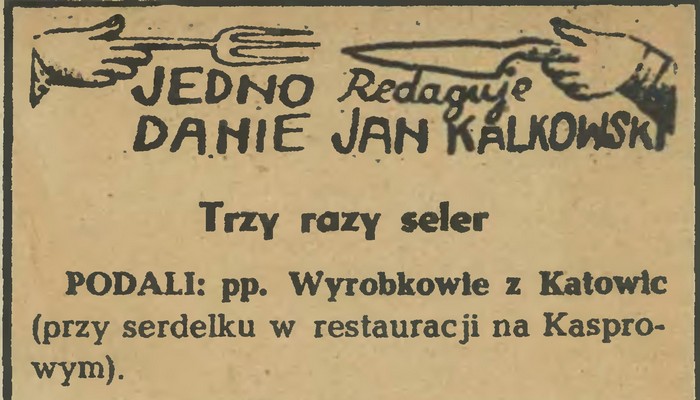 JEDNO Redaguje
DANIE JAN KALKOWSKI
Trzy razy seler
PODALI: pp. Wyrobkowie z Katowic
(przy serdelku w restauracji na Kaspro-
wym).